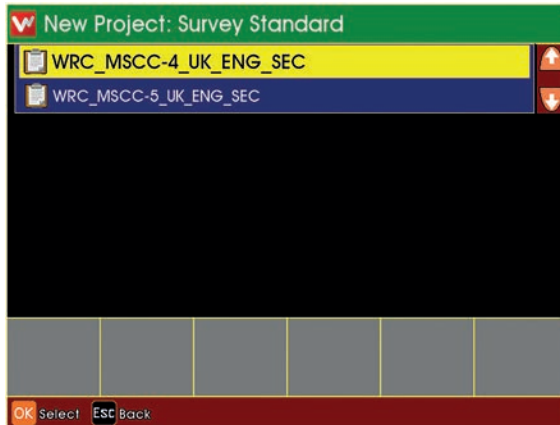 New Project: Survey Standard
WRC_MSCC-4_UK_ENG_SEC
WRC_MSCC-5_UK_ENG_SEC
OK Select Esc Back